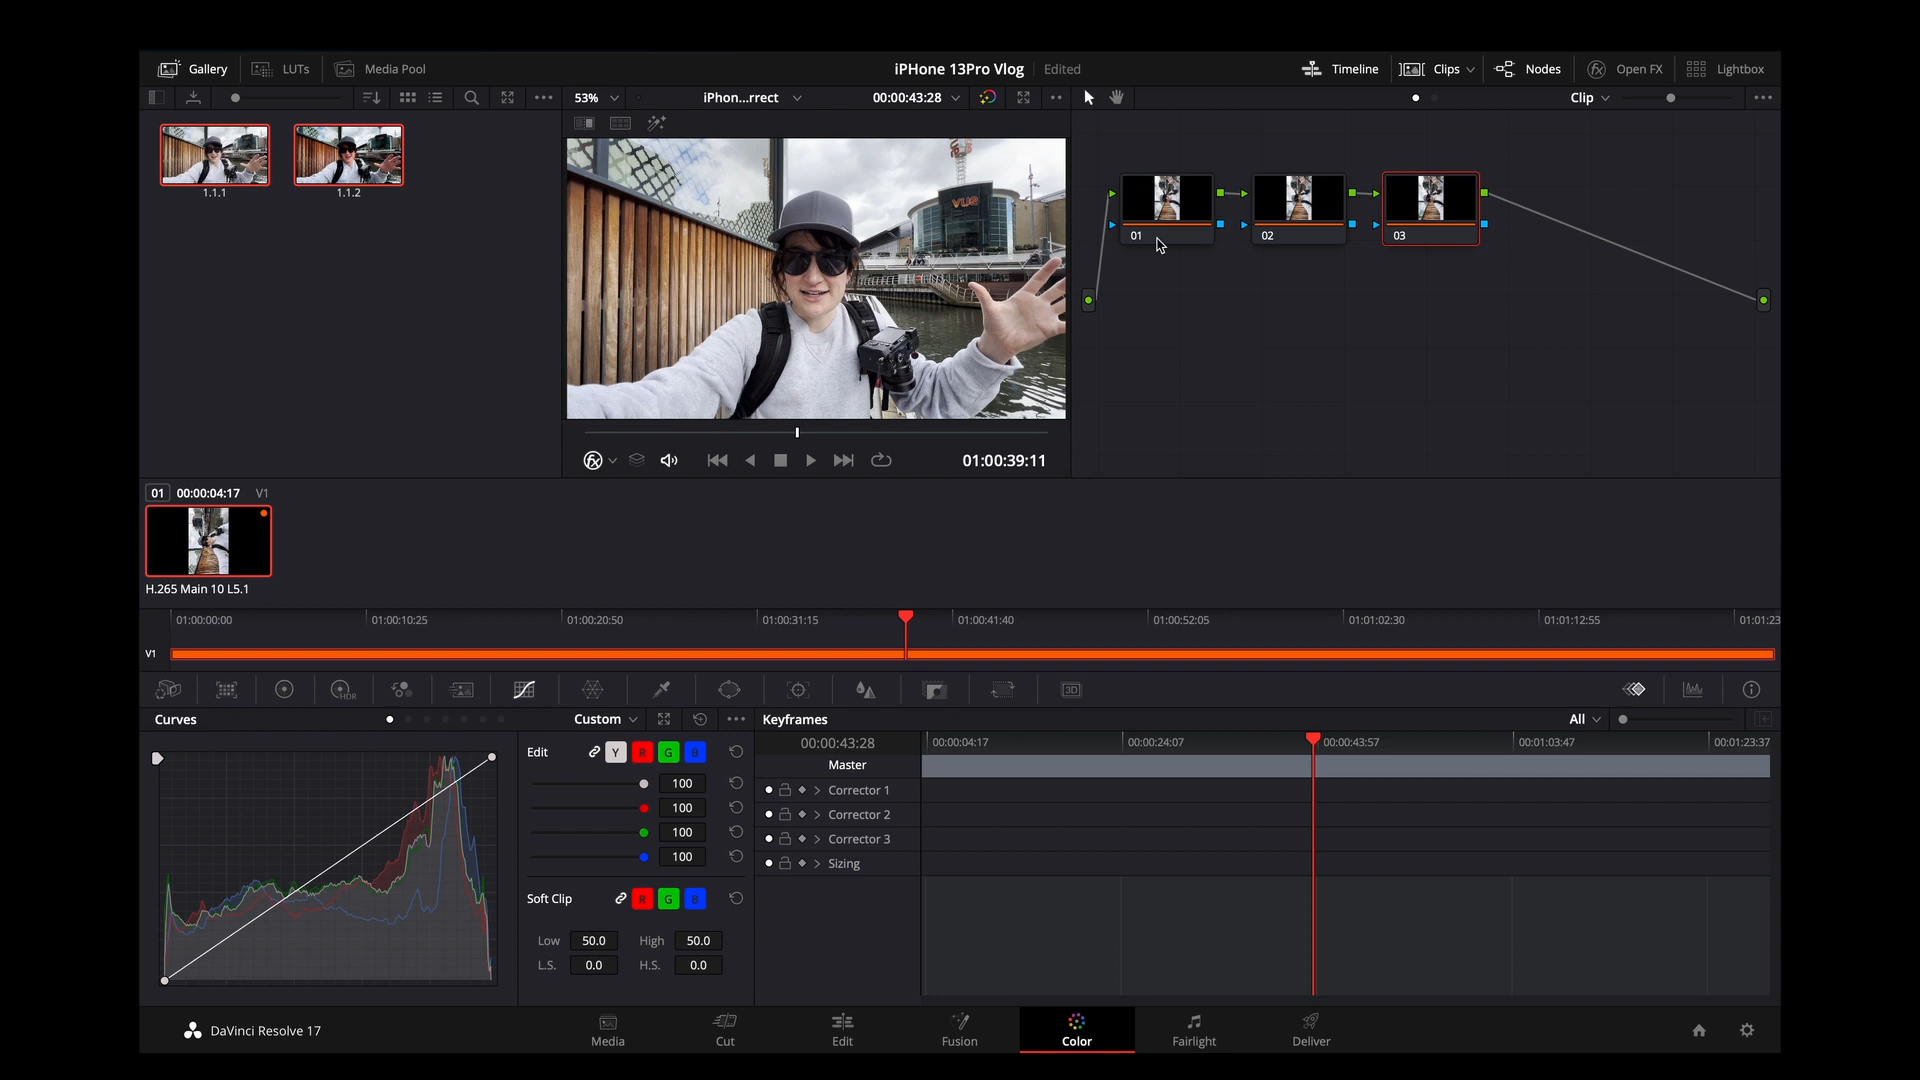 Gallery LUTs Media Pool iPHone 13Pro Vlog Edited Timeline Clips Nodes Open FX Lightbox
53% iPhon...rrect 00:00:43:28 Clip
1.1.1 1.1.2
VUE
01 02 03
01:00:39:11
01 00:00:04:17 V1
H.265 Main 10 L5.1
01:00:00:00 01:00:10:25 01:00:20:50 01:00:31:15 01:00:41:40 01:00:52:05 01:01:02:30 01:01:12:55 01:01:23
V1
HDR 3D
Curves Custom Keyframes All
Edit Y R G B
00:00:43:28 00:00:04:17 00:00:24:07 00:00:43:57 00:01:03:47 00:01:23:37
Master
100 Corrector 1
100 Corrector 2
100 Corrector 3
100 Sizing
Soft Clip R G B
Low 50.0 High 50.0
L.S. 0.0 H.S. 0.0
DaVinci Resolve 17 Media Cut Edit Fusion Color Fairlight Deliver